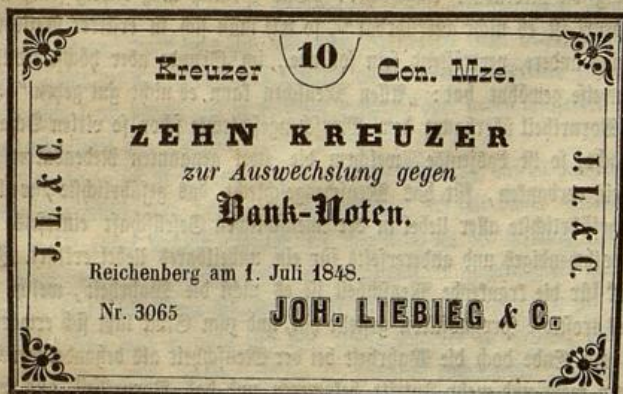 Kreuzer 10 Con. Mze.
ZEHN KREUZER
zur Auswechslung gegen
Bank-Noten.
Reichenberg am 1. Juli 1848.
Nr. 3065 JOH. LIEBIEG & C.
J. L. & C.
J. L. & C.